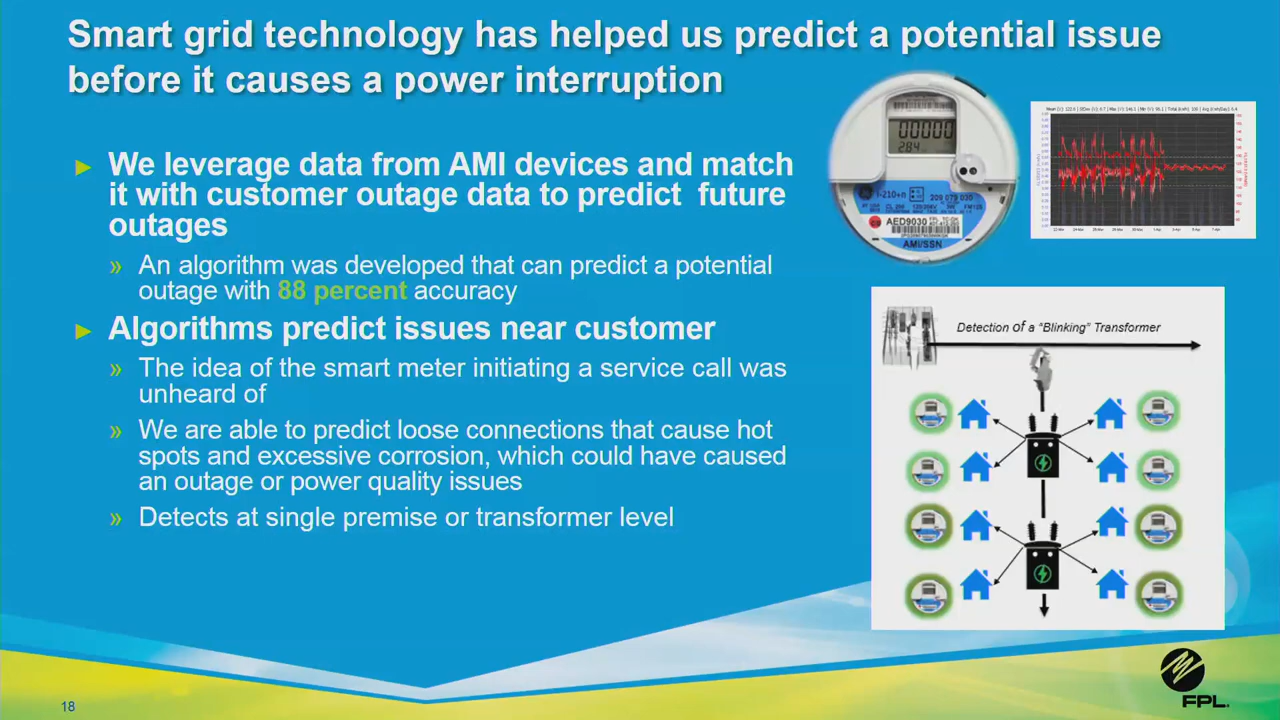 Smart grid technology has helped us predict a potential issue
before it causes a power interruption
► We leverage data from AMI devices and match
it with customer outage data to predict future
outages
» An algorithm was developed that can predict a potential
outage with 88 percent accuracy
► Algorithms predict issues near customer
» The idea of the smart meter initiating a service call was
unheard of
» We are able to predict loose connections that cause hot
spots and excessive corrosion, which could have caused
an outage or power quality issues
» Detects at single premise or transformer level
00000
284
I-210+n
AED9030
AMI/SSN
Detection of a "Blinking" Transformer
18
FPL.